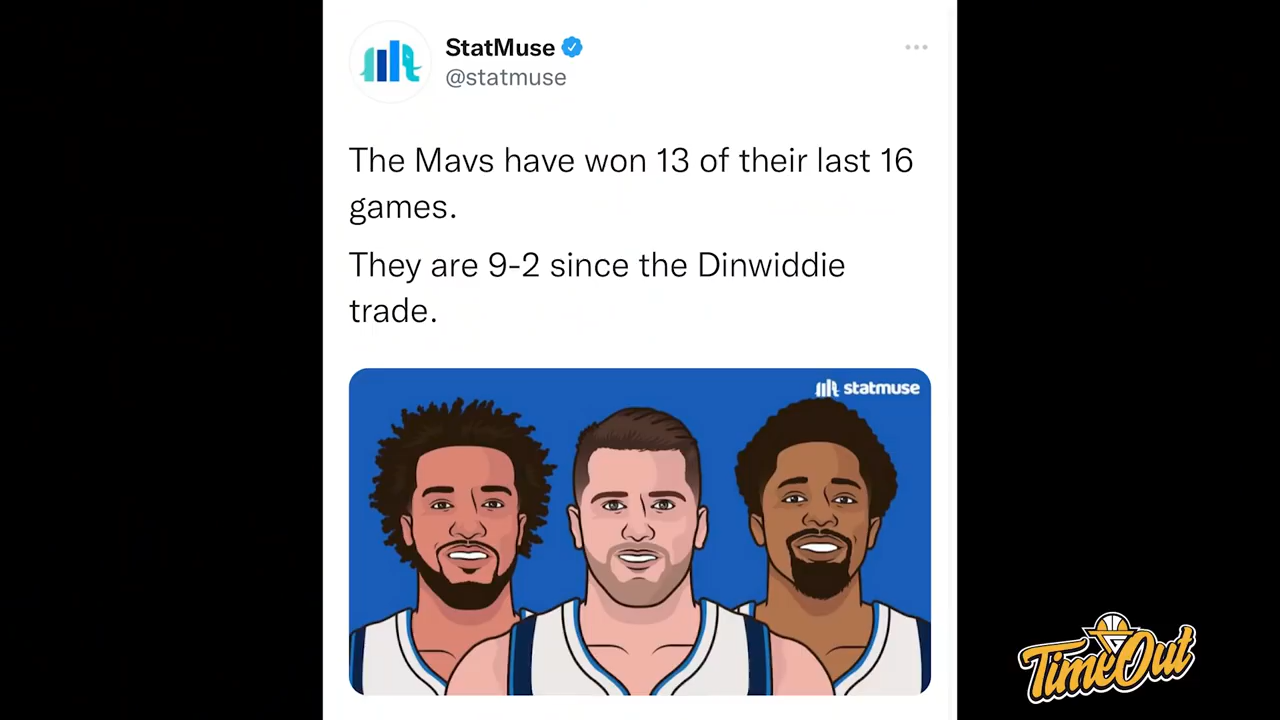 StatMuse
@statmuse
The Mavs have won 13 of their last 16
games.
They are 9-2 since the Dinwiddie
trade.
statmuse
TimeOut